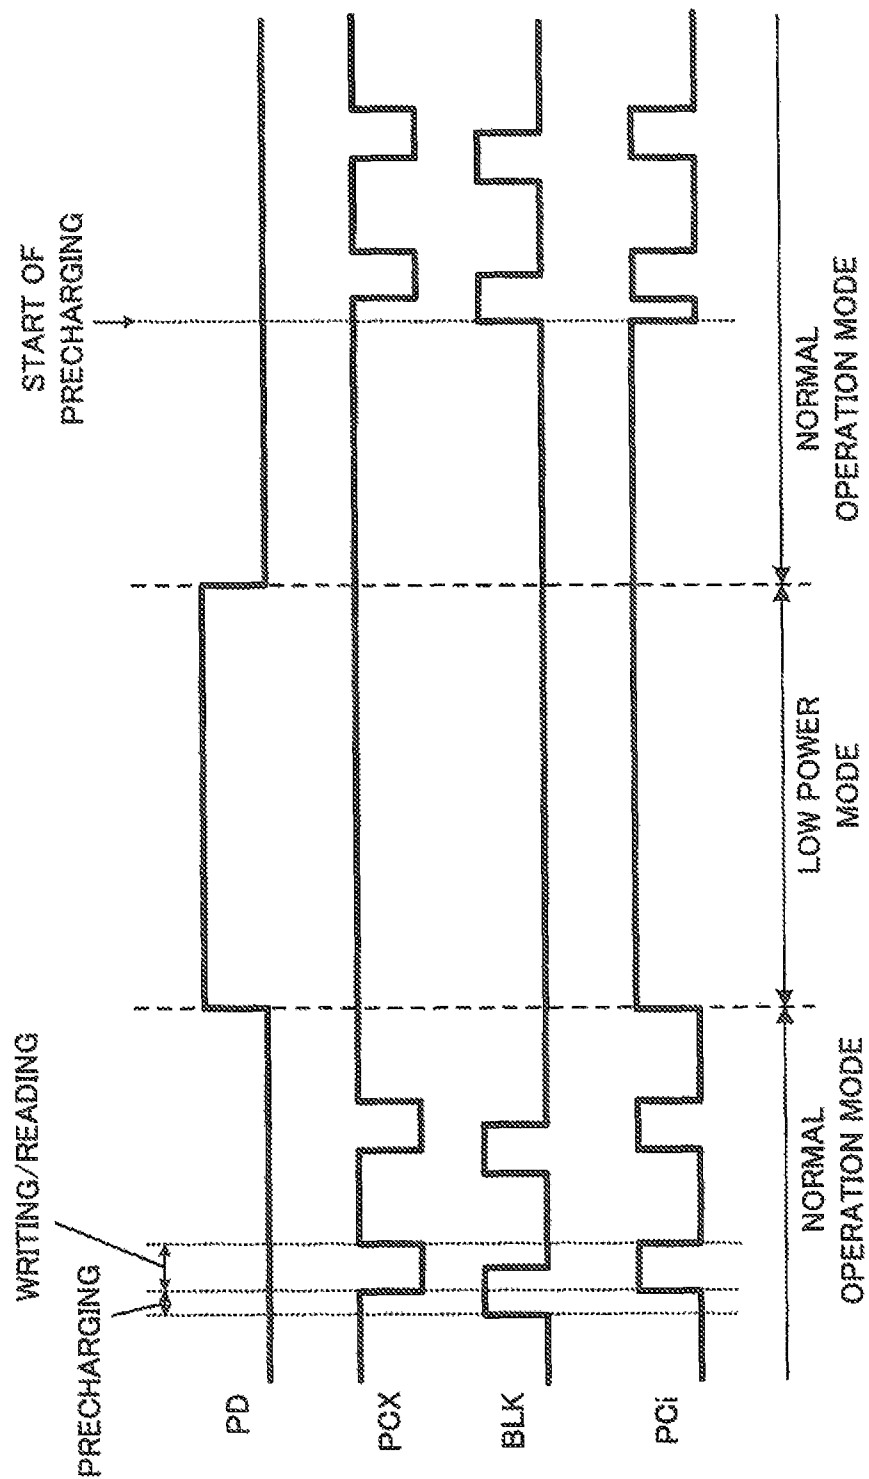 PRECHARGING
WRITING/READING
START OF
PRECHARGING
PD
PCX
BLK
PCi
NORMAL
OPERATION MODE
LOW POWER
MODE
NORMAL
OPERATION MODE